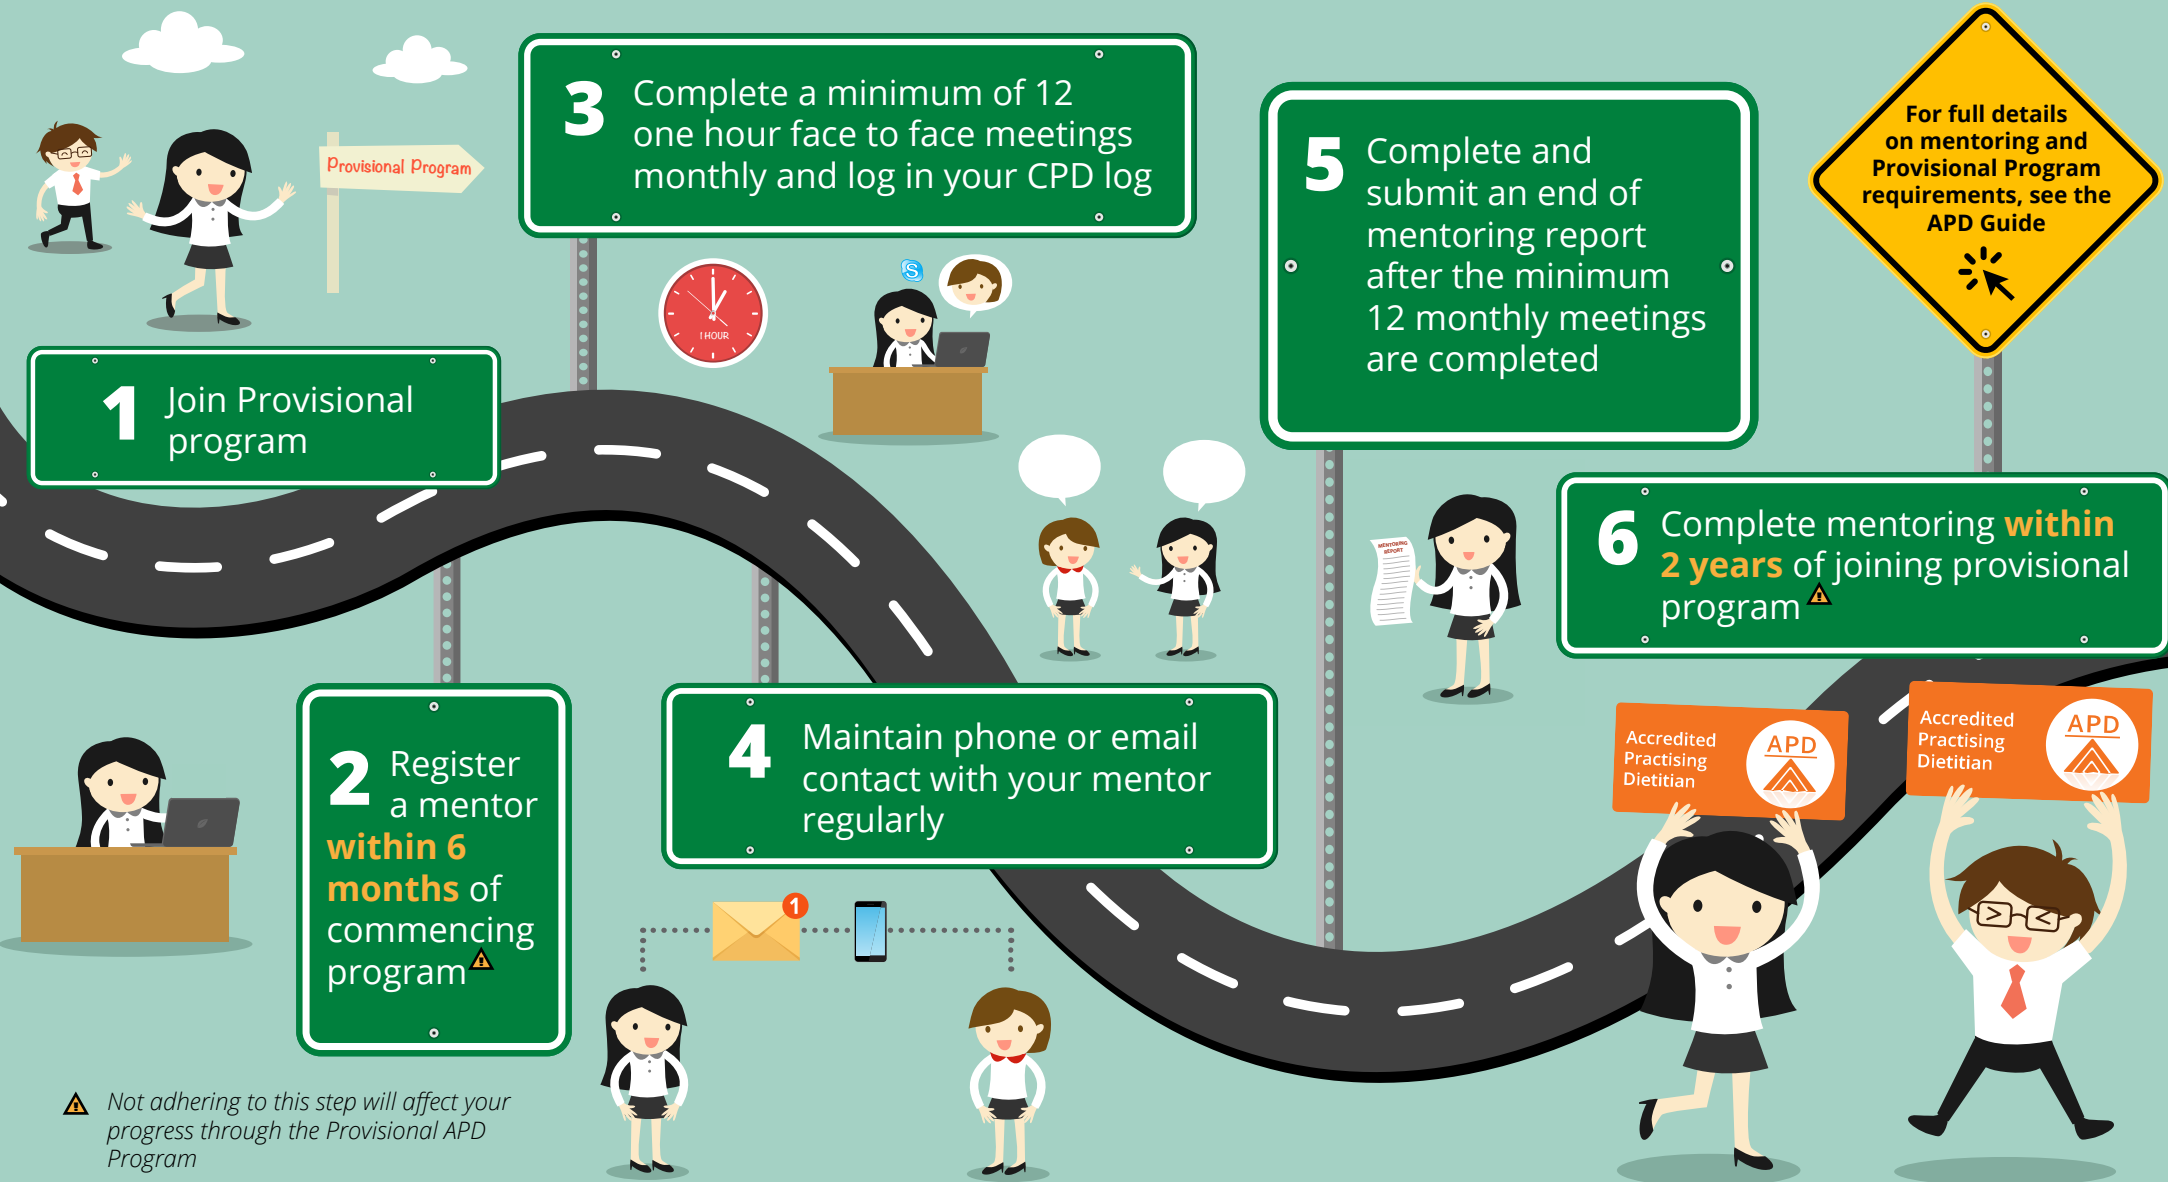 Provisional Program
1 Join Provisional
program
2 Register
a mentor
within 6
months of
commencing
program
3 Complete a minimum of 12
one hour face to face meetings
monthly and log in your CPD log
1 HOUR
S
4 Maintain phone or email
contact with your mentor
regularly
1
5 Complete and
submit an end of
mentoring report
after the minimum
12 monthly meetings
are completed
MENTORING
REPORT
6 Complete mentoring within
2 years of joining provisional
program
For full details
on mentoring and
Provisional Program
requirements, see the
APD Guide
Accredited
Practising
Dietitian
APD
Accredited
Practising
Dietitian
APD
Not adhering to this step will affect your
progress through the Provisional APD
Program